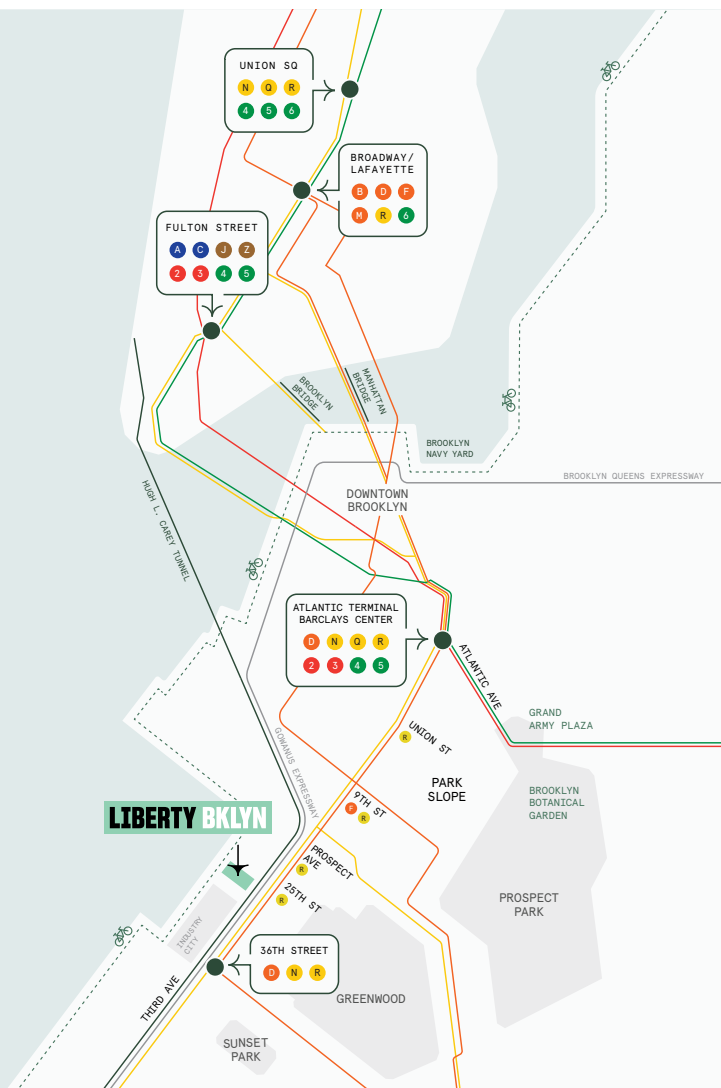 UNION SQ
N Q R
4 5 6
BROADWAY/
LAFAYETTE
B D F
M R 6
FULTON STREET
A C J Z
2 3 4 5
BROOKLYN
BRIDGE
MANHATTAN
BRIDGE
BROOKLYN
NAVY YARD
BROOKLYN QUEENS EXPRESSWAY
DOWNTOWN
BROOKLYN
HUGH L. CAREY TUNNEL
ATLANTIC TERMINAL
BARCLAYS CENTER
D N Q R
2 3 4 5
ATLANTIC AVE
GRAND
ARMY PLAZA
UNION ST
R
GOWANUS EXPRESSWAY
PARK
SLOPE
BROOKLYN
BOTANICAL
GARDEN
9TH ST
F R
LIBERTY BKLYN
PROSPECT
AVE
R
25TH ST
R
PROSPECT
PARK
INDUSTRY
CITY
36TH STREET
D N R
THIRD AVE
GREENWOOD
SUNSET
PARK